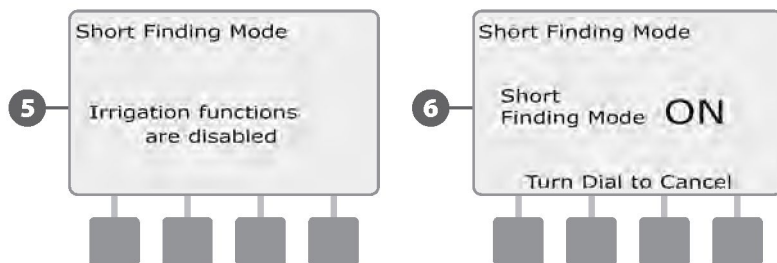 Short Finding Mode
5
Irrigation functions
are disabled
Short Finding Mode
6
Short
Finding Mode ON
Turn Dial to Cancel